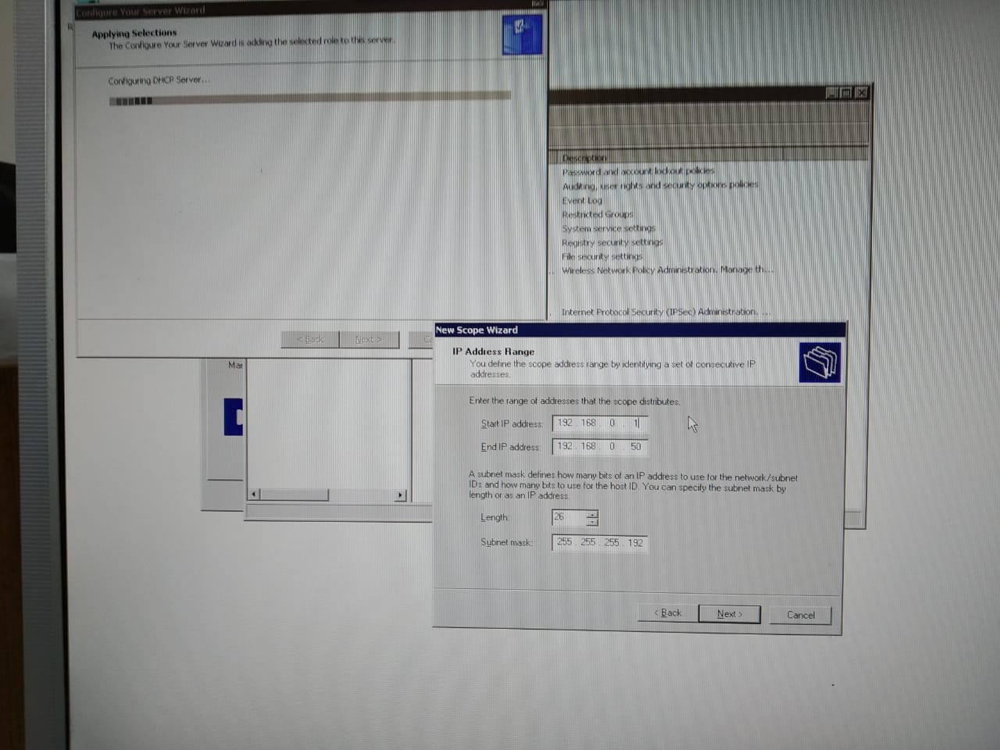 Configure Your Server Wizard
Applying Selections
The Configure Your Server Wizard is adding the selected role to this server.
Configuring DHCP Server...
< Back
Next >
Description
Password and account lockout policies
Auditing, user rights and security options policies
Event Log
Restricted Groups
System service settings
Registry security settings
File security settings
Wireless Network Policy Administration. Manage th...
Internet Protocol Security (IPSec) Administration. ...
Mar
New Scope Wizard
IP Address Range
You define the scope address range by identifying a set of consecutive IP
addresses.
Enter the range of addresses that the scope distributes.
Start IP address: 192 . 168 . 0 . 1
End IP address: 192 . 168 . 0 . 50
A subnet mask defines how many bits of an IP address to use for the network/subnet
IDs and how many bits to use for the host ID. You can specify the subnet mask by
length or as an IP address.
Length: 26
Subnet mask: 255 . 255 . 255 . 192
< Back
Next >
Cancel